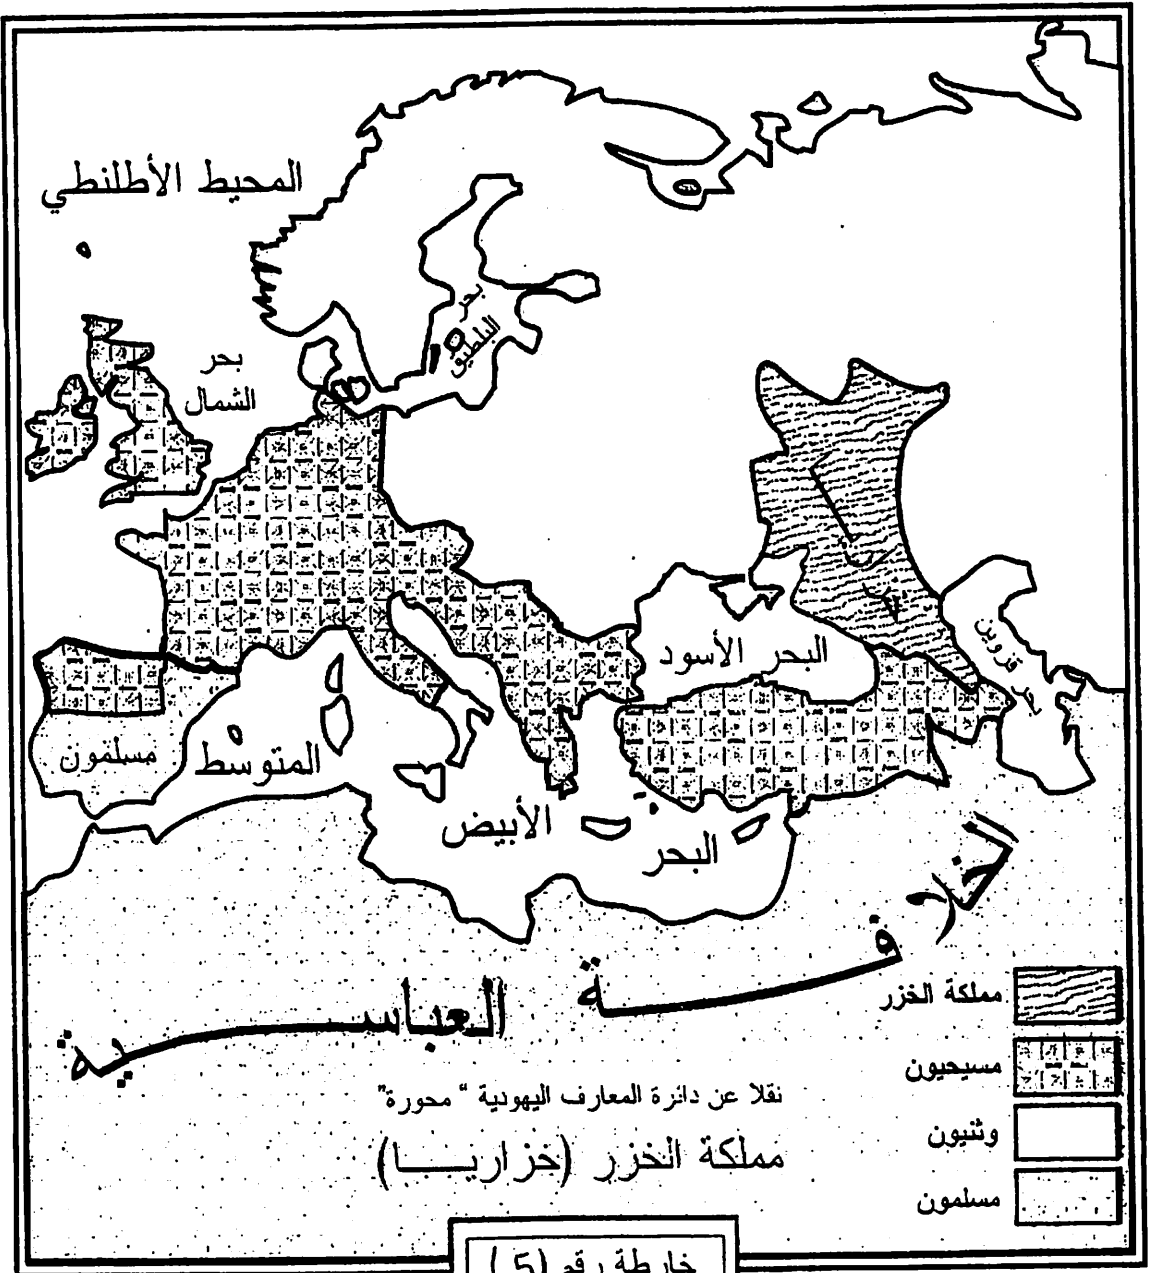 المحيط الأطلنطي
بحر البلطيق
بحر
الشمال
البحر الأسود
بحر قزوين
مسلمون
المتوسط
الأبيض
البحر
الخلافة العباسية
مملكة الخزر
مسيحيون
وثنيون
مسلمون
نقلا عن دائرة المعارف اليهودية "محورة"
مملكة الخزر (خزاريــــا)
خارطة رقم (5)